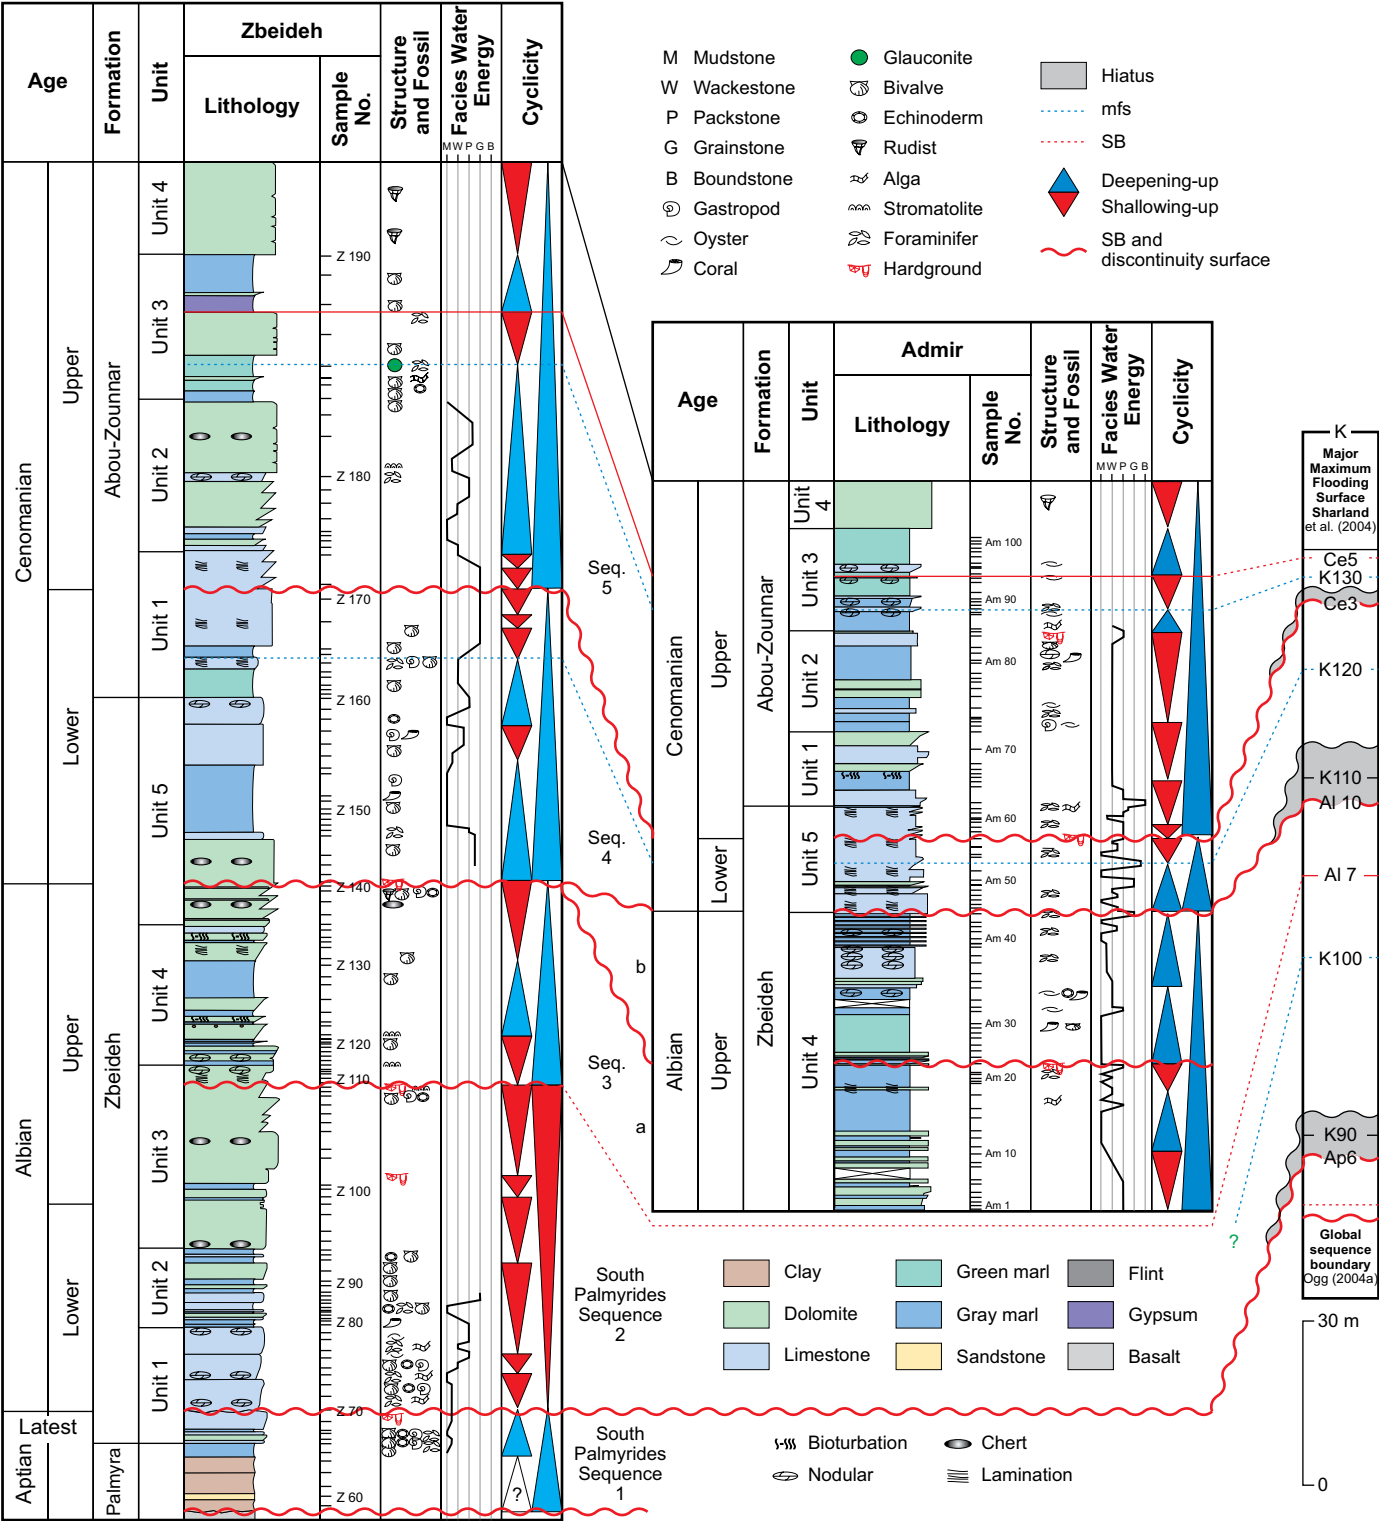 Age
Formation
Unit
Zbeideh
Lithology
Sample
No.
Structure
and Fossil
Facies Water
Energy
M W P G B
Cyclicity
Cenomanian
Upper
Lower
Albian
Upper
Lower
Latest
Aptian
Abou-Zounnar
Zbeideh
Palmyra
Unit 4
Unit 3
Unit 2
Unit 1
Unit 5
Unit 4
Unit 3
Unit 2
Unit 1
Z 190
Z 180
Z 170
Z 160
Z 150
Z 140
Z 130
Z 120
Z 110
Z 100
Z 90
Z 80
Z 70
Z 60
?
M Mudstone
W Wackestone
P Packstone
G Grainstone
B Boundstone
Gastropod
Oyster
Coral
Glauconite
Bivalve
Echinoderm
Rudist
Alga
Stromatolite
Foraminifer
Hardground
Hiatus
mfs
SB
Deepening-up
Shallowing-up
SB and
discontinuity surface
Seq.
5
Seq.
4
b
Seq.
3
a
South
Palmyrides
Sequence
2
South
Palmyrides
Sequence
1
Age
Formation
Unit
Admir
Lithology
Sample
No.
Structure
and Fossil
Facies Water
Energy
M W P G B
Cyclicity
Cenomanian
Upper
Lower
Albian
Upper
Abou-Zounnar
Zbeideh
Unit
4
Unit 3
Unit 2
Unit 1
Unit 5
Unit 4
Am 100
Am 90
Am 80
Am 70
Am 60
Am 50
Am 40
Am 30
Am 20
Am 10
Am 1
K
Major
Maximum
Flooding
Surface
Sharland
et al. (2004)
Ce5
K130
Ce3
K120
K110
Al 10
Al 7
K100
K90
Ap6
?
Global
sequence
boundary
Ogg (2004a)
30 m
0
Clay
Dolomite
Limestone
Green marl
Gray marl
Sandstone
Flint
Gypsum
Basalt
Bioturbation
Nodular
Chert
Lamination